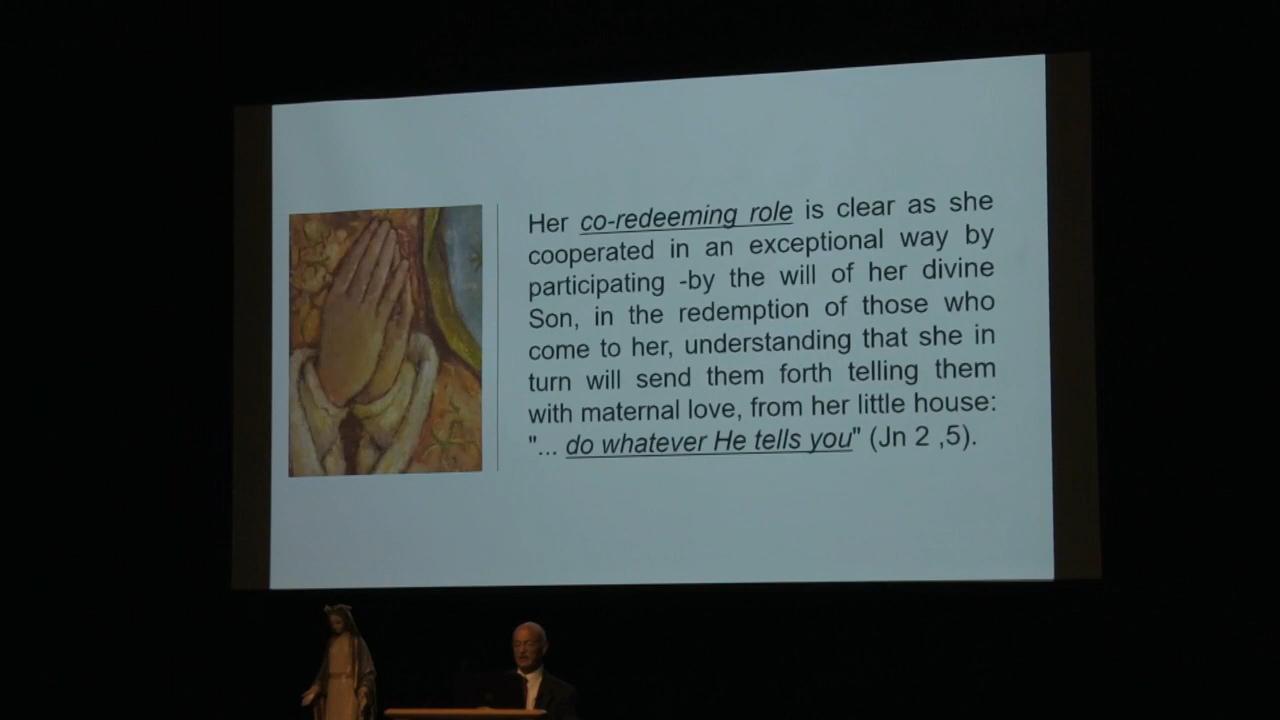 Her co-redeeming role is clear as she
cooperated in an exceptional way by
participating -by the will of her divine
Son, in the redemption of those who
come to her, understanding that she in
turn will send them forth telling them
with maternal love, from her little house:
"... do whatever He tells you" (Jn 2 ,5).